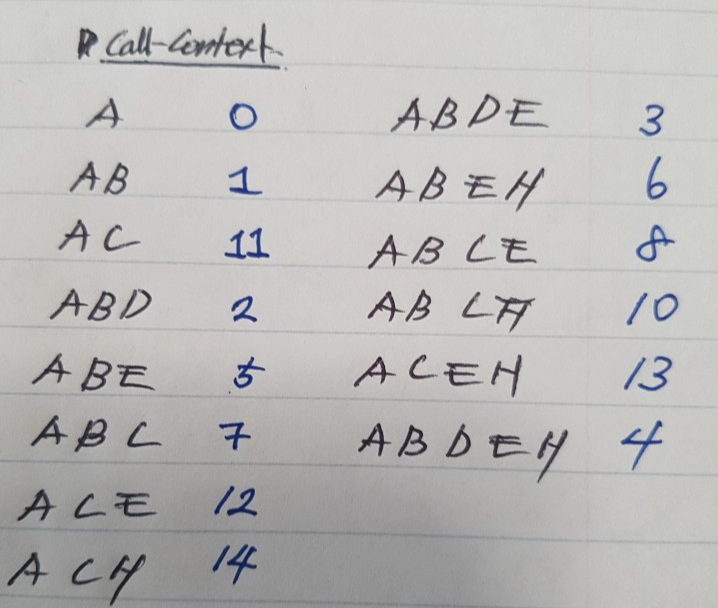 Call-Context
A 0 ABDE 3
AB 1 ABEH 6
AC 11 ABCE 8
ABD 2 ABCH 10
ABE 5 ACEH 13
ABC 7 ABDEH 4
ACE 12
ACH 14